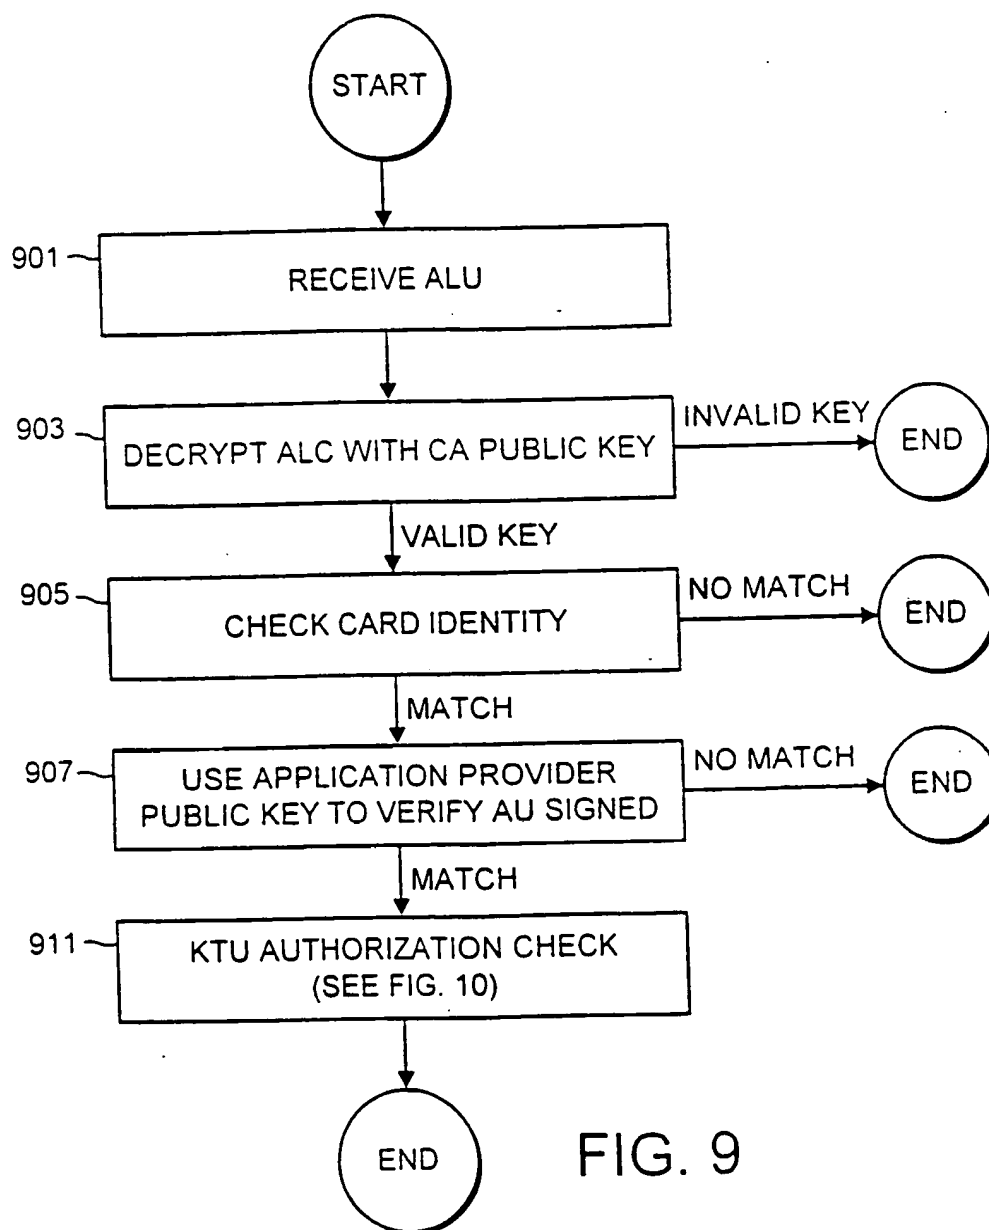 START
901
RECEIVE ALU
903
DECRYPT ALC WITH CA PUBLIC KEY
INVALID KEY
END
VALID KEY
905
CHECK CARD IDENTITY
NO MATCH
END
MATCH
907
USE APPLICATION PROVIDER
PUBLIC KEY TO VERIFY AU SIGNED
NO MATCH
END
MATCH
911
KTU AUTHORIZATION CHECK
(SEE FIG. 10)
END
FIG. 9